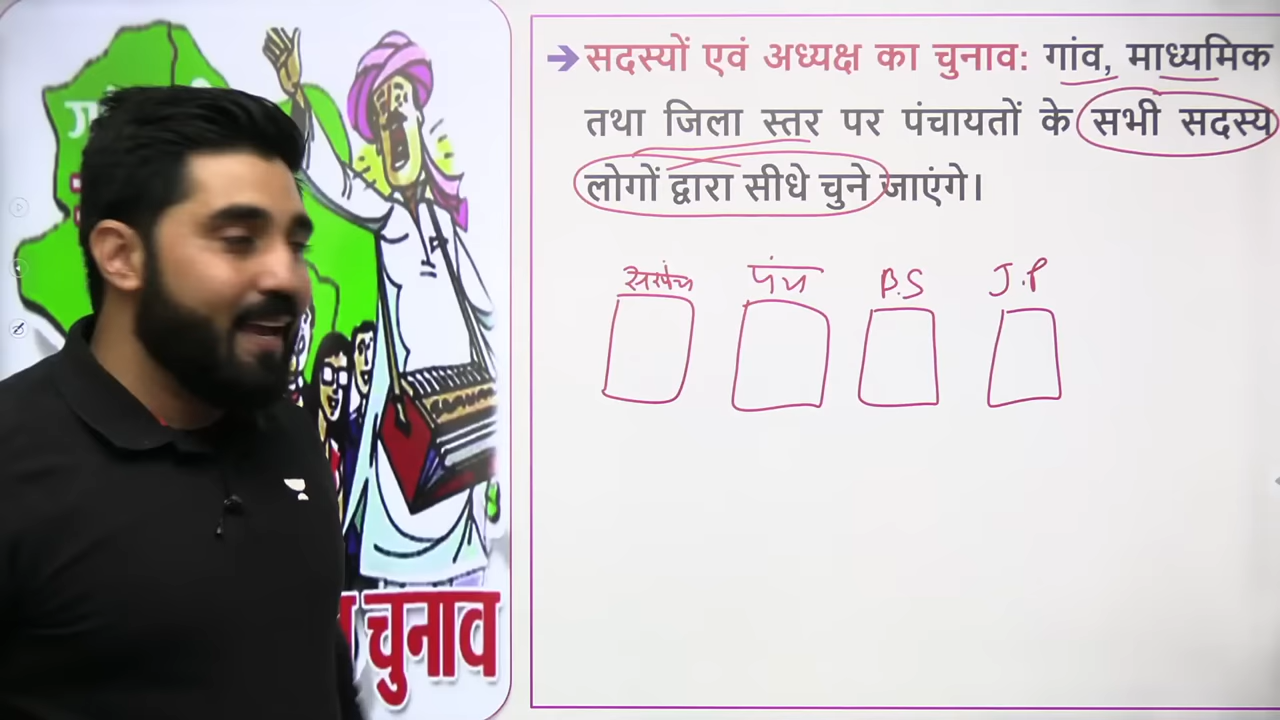 → सदस्यों एवं अध्यक्ष का चुनाव: गांव, माध्यमिक
तथा जिला स्तर पर पंचायतों के सभी सदस्य
लोगों द्वारा सीधे चुने जाएंगे।
सरपंच पंच B.S J.P
चुनाव